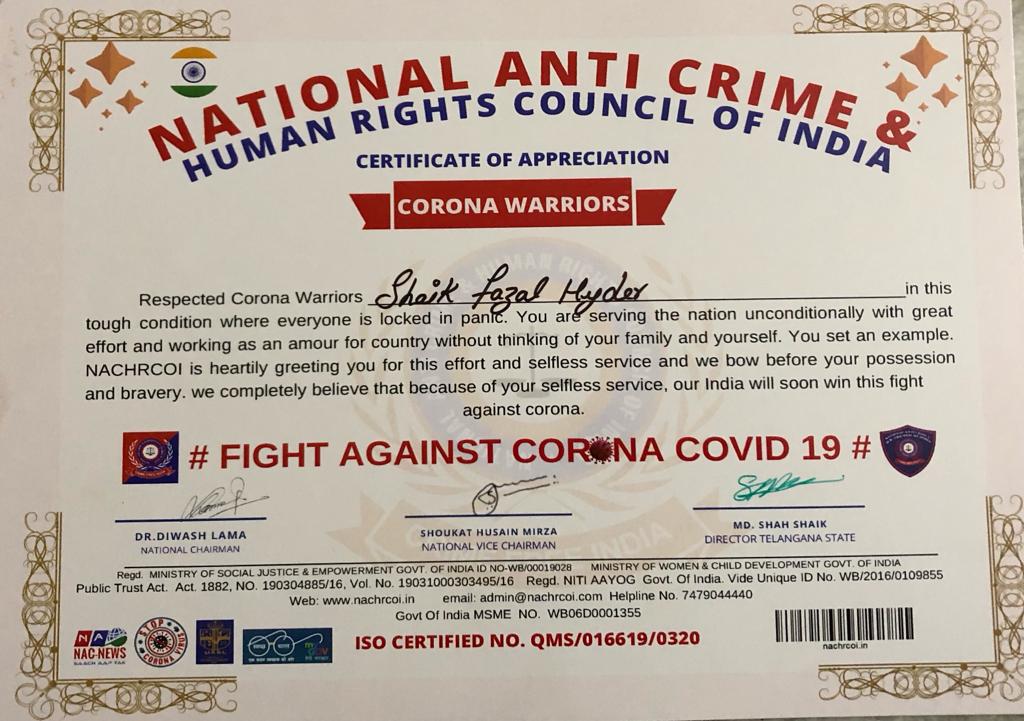 NATIONAL ANTI CRIME &
HUMAN RIGHTS COUNCIL OF INDIA
CERTIFICATE OF APPRECIATION
CORONA WARRIORS
Respected Corona Warriors Shaik Fazal Hyder in this
tough condition where everyone is locked in panic. You are serving the nation unconditionally with great
effort and working as an amour for country without thinking of your family and yourself. You set an example.
NACHRCOI is heartily greeting you for this effort and selfless service and we bow before your possession
and bravery. we completely believe that because of your selfless service, our India will soon win this fight
against corona.
# FIGHT AGAINST CORONA COVID 19 #
DR.DIWASH LAMA
NATIONAL CHAIRMAN
SHOUKAT HUSAIN MIRZA
NATIONAL VICE CHAIRMAN
MD. SHAH SHAIK
DIRECTOR TELANGANA STATE
Regd. MINISTRY OF SOCIAL JUSTICE & EMPOWERMENT GOVT. OF INDIA ID NO-WB/00019028 MINISTRY OF WOMEN & CHILD DEVELOPMENT GOVT. OF INDIA
Public Trust Act. Act. 1882, NO. 190304885/16, Vol. No. 19031000303495/16 Regd. NITI AAYOG Govt. Of India. Vide Unique ID No. WB/2016/0109855
Web: www.nachrcoi.in email: admin@nachrcoi.com Helpline No. 7479044440
Govt Of India MSME NO. WB06D0001355
ISO CERTIFIED NO. QMS/016619/0320
NAC-NEWS
STOP
CORONA VIRUS
nachrcoi.in